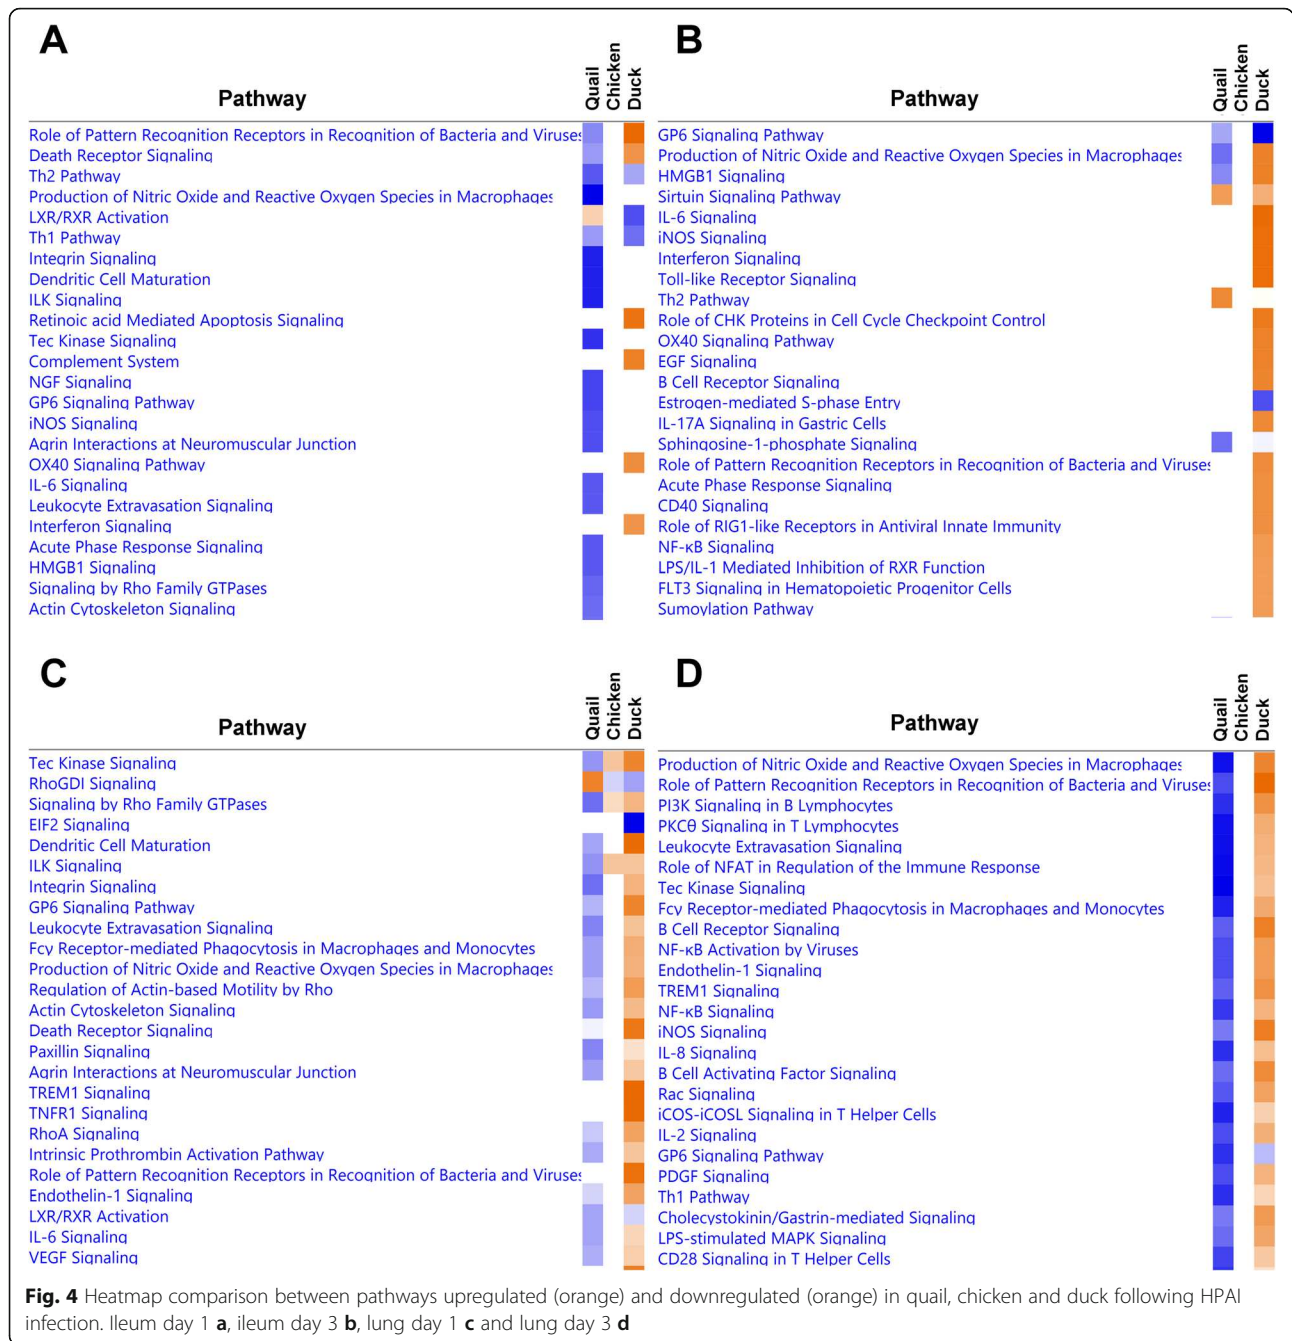 A
Pathway
Quail
Chicken
Duck
Role of Pattern Recognition Receptors in Recognition of Bacteria and Viruses
Death Receptor Signaling
Th2 Pathway
Production of Nitric Oxide and Reactive Oxygen Species in Macrophages
LXR/RXR Activation
Th1 Pathway
Integrin Signaling
Dendritic Cell Maturation
ILK Signaling
Retinoic acid Mediated Apoptosis Signaling
Tec Kinase Signaling
Complement System
NGF Signaling
GP6 Signaling Pathway
iNOS Signaling
Agrin Interactions at Neuromuscular Junction
OX40 Signaling Pathway
IL-6 Signaling
Leukocyte Extravasation Signaling
Interferon Signaling
Acute Phase Response Signaling
HMGB1 Signaling
Signaling by Rho Family GTPases
Actin Cytoskeleton Signaling
B
Pathway
Quail
Chicken
Duck
GP6 Signaling Pathway
Production of Nitric Oxide and Reactive Oxygen Species in Macrophages
HMGB1 Signaling
Sirtuin Signaling Pathway
IL-6 Signaling
iNOS Signaling
Interferon Signaling
Toll-like Receptor Signaling
Th2 Pathway
Role of CHK Proteins in Cell Cycle Checkpoint Control
OX40 Signaling Pathway
EGF Signaling
B Cell Receptor Signaling
Estrogen-mediated S-phase Entry
IL-17A Signaling in Gastric Cells
Sphingosine-1-phosphate Signaling
Role of Pattern Recognition Receptors in Recognition of Bacteria and Viruses
Acute Phase Response Signaling
CD40 Signaling
Role of RIG1-like Receptors in Antiviral Innate Immunity
NF-κB Signaling
LPS/IL-1 Mediated Inhibition of RXR Function
FLT3 Signaling in Hematopoietic Progenitor Cells
Sumoylation Pathway
C
Pathway
Quail
Chicken
Duck
Tec Kinase Signaling
RhoGDI Signaling
Signaling by Rho Family GTPases
EIF2 Signaling
Dendritic Cell Maturation
ILK Signaling
Integrin Signaling
GP6 Signaling Pathway
Leukocyte Extravasation Signaling
Fcγ Receptor-mediated Phagocytosis in Macrophages and Monocytes
Production of Nitric Oxide and Reactive Oxygen Species in Macrophages
Regulation of Actin-based Motility by Rho
Actin Cytoskeleton Signaling
Death Receptor Signaling
Paxillin Signaling
Agrin Interactions at Neuromuscular Junction
TREM1 Signaling
TNFR1 Signaling
RhoA Signaling
Intrinsic Prothrombin Activation Pathway
Role of Pattern Recognition Receptors in Recognition of Bacteria and Viruses
Endothelin-1 Signaling
LXR/RXR Activation
IL-6 Signaling
VEGF Signaling
D
Pathway
Quail
Chicken
Duck
Production of Nitric Oxide and Reactive Oxygen Species in Macrophages
Role of Pattern Recognition Receptors in Recognition of Bacteria and Viruses
PI3K Signaling in B Lymphocytes
PKCθ Signaling in T Lymphocytes
Leukocyte Extravasation Signaling
Role of NFAT in Regulation of the Immune Response
Tec Kinase Signaling
Fcγ Receptor-mediated Phagocytosis in Macrophages and Monocytes
B Cell Receptor Signaling
NF-κB Activation by Viruses
Endothelin-1 Signaling
TREM1 Signaling
NF-κB Signaling
iNOS Signaling
IL-8 Signaling
B Cell Activating Factor Signaling
Rac Signaling
iCOS-iCOSL Signaling in T Helper Cells
IL-2 Signaling
GP6 Signaling Pathway
PDGF Signaling
Th1 Pathway
Cholecystokinin/Gastrin-mediated Signaling
LPS-stimulated MAPK Signaling
CD28 Signaling in T Helper Cells
Fig. 4 Heatmap comparison between pathways upregulated (orange) and downregulated (orange) in quail, chicken and duck following HPAI
infection. Ileum day 1 a, ileum day 3 b, lung day 1 c and lung day 3 d